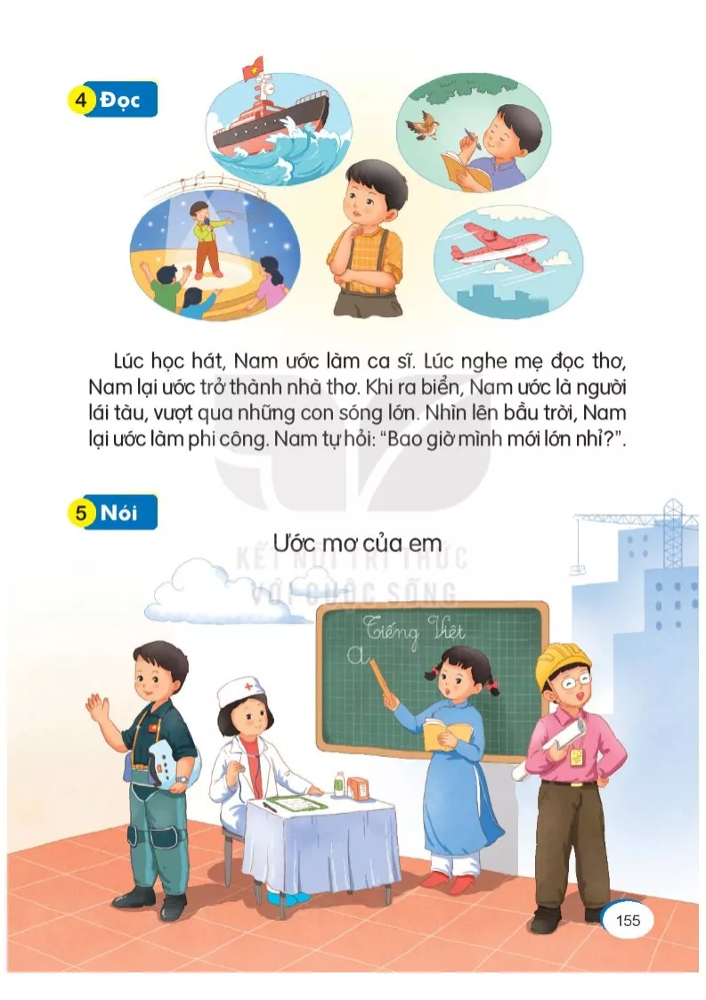 4 Đọc
Lúc học hát, Nam ước làm ca sĩ. Lúc nghe mẹ đọc thơ,
Nam lại ước trở thành nhà thơ. Khi ra biển, Nam ước là người
lái tàu, vượt qua những con sóng lớn. Nhìn lên bầu trời, Nam
lại ước làm phi công. Nam tự hỏi: “Bao giờ mình mới lớn nhỉ?”.
5 Nói
Ước mơ của em
KẾT NỐI TRI THỨC
VỚI CUỘC SỐNG
Tiếng Việt
a
155